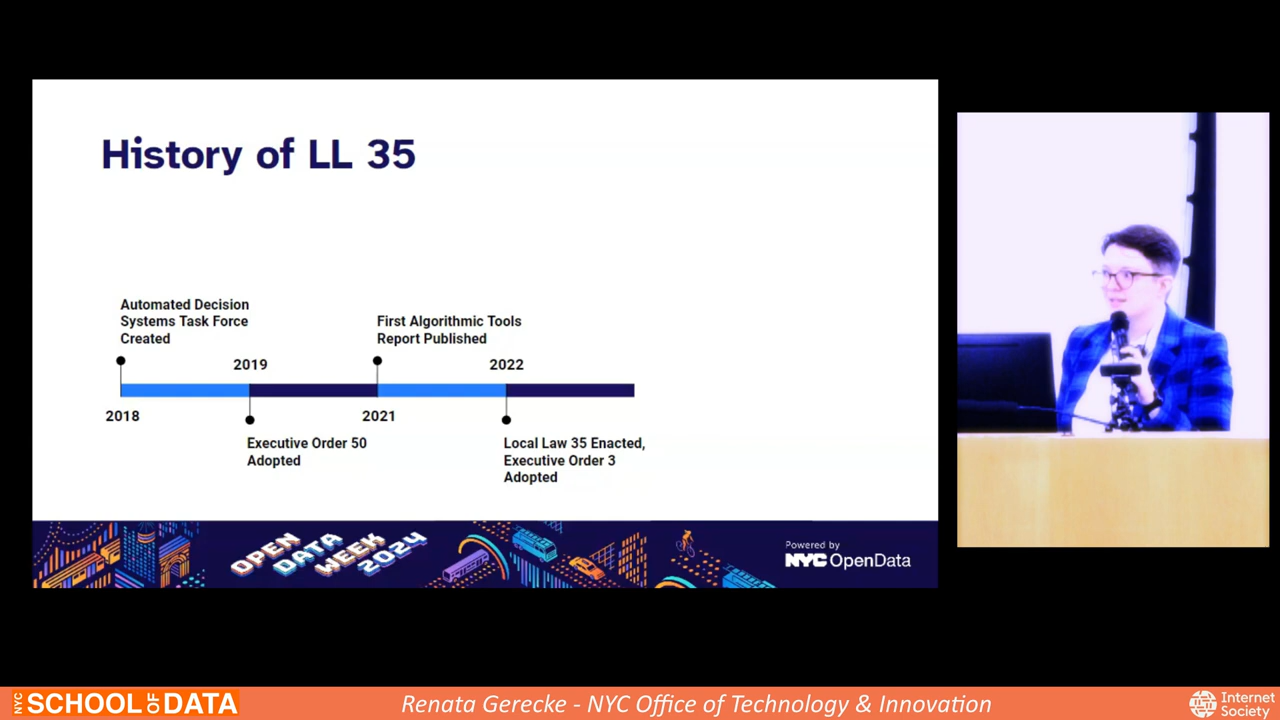 History of LL 35
Automated Decision
Systems Task Force
Created
First Algorithmic Tools
Report Published
2019
2022
2018
2021
Executive Order 50
Adopted
Local Law 35 Enacted,
Executive Order 3
Adopted
OPEN
DATA
WEEK
2024
Powered by
NYC OpenData
NYC SCHOOL OF DATA
Renata Gerecke - NYC Office of Technology & Innovation
Internet
Society